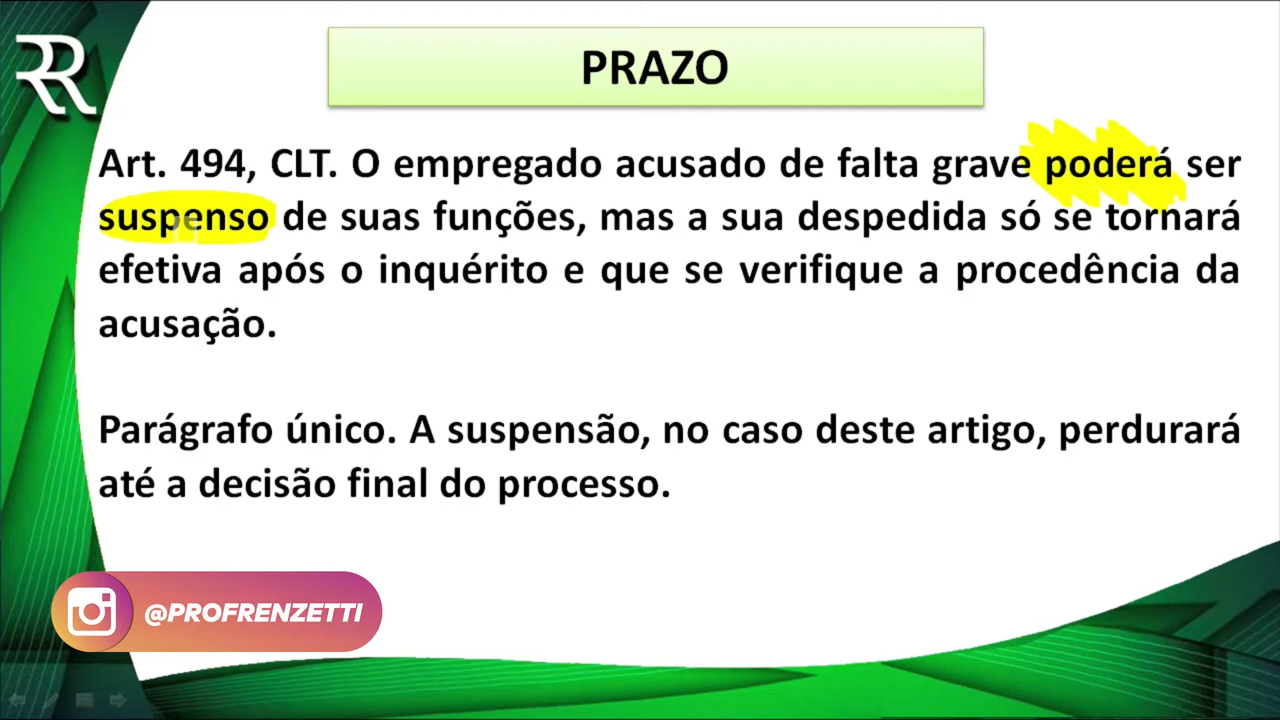 PRAZO
Art. 494, CLT. O empregado acusado de falta grave poderá ser
suspenso de suas funções, mas a sua despedida só se tornará
efetiva após o inquérito e que se verifique a procedência da
acusação.
Parágrafo único. A suspensão, no caso deste artigo, perdurará
até a decisão final do processo.
@PROFRENZETTI